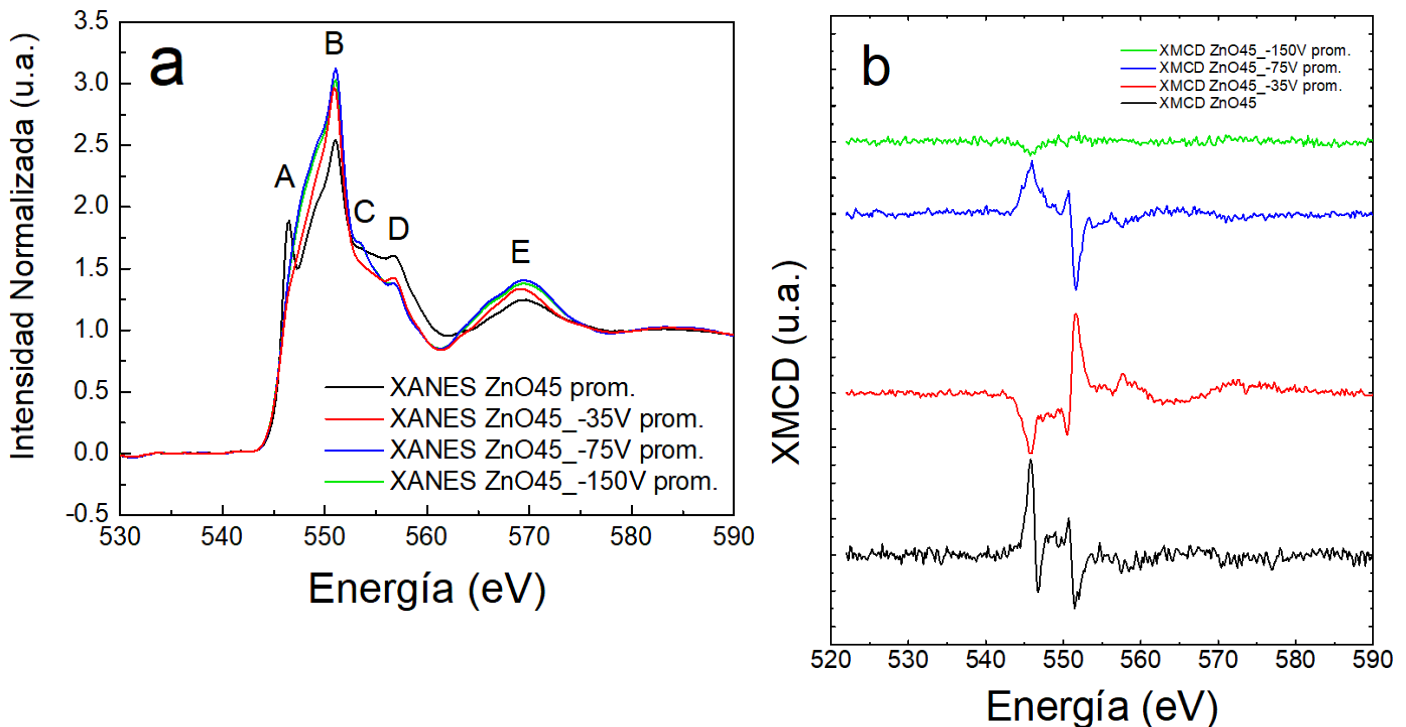 a
Intensidad Normalizada (u.a.)
3.5
3.0
2.5
2.0
1.5
1.0
0.5
0.0
-0.5
A
B
C
D
E
XANES ZnO45 prom.
XANES ZnO45_-35V prom.
XANES ZnO45_-75V prom.
XANES ZnO45_-150V prom.
530 540 550 560 570 580 590
Energía (eV)
b
XMCD (u.a.)
XMCD ZnO45_-150V prom.
XMCD ZnO45_-75V prom.
XMCD ZnO45_-35V prom.
XMCD ZnO45
520 530 540 550 560 570 580 590
Energía (eV)